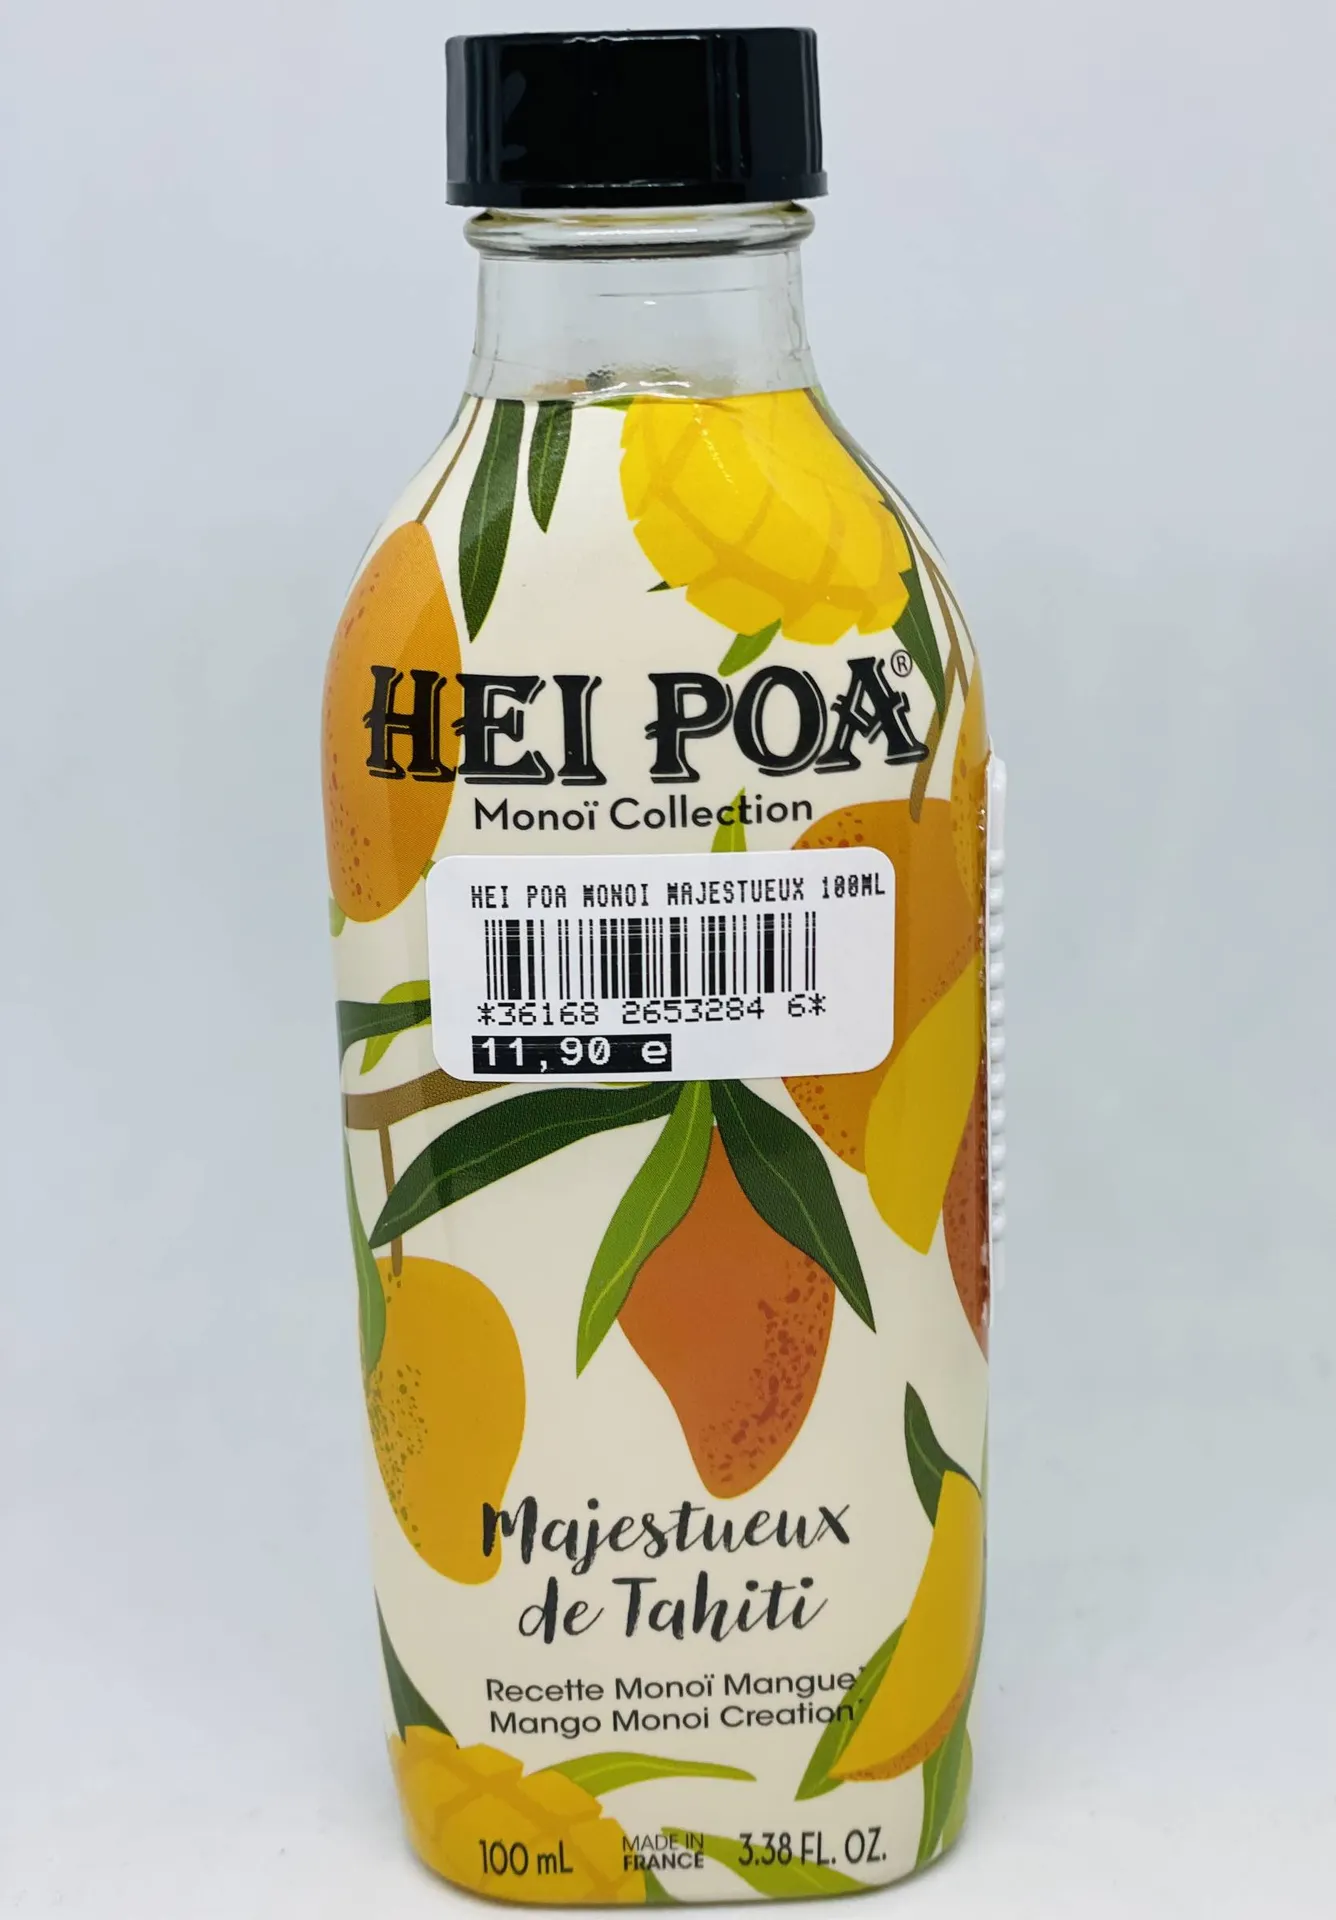 HEI POA®
Monoï Collection
HEI POA MONOI MAJESTUEUX 100ML
*36168 2653284 6*
11,90 e
Majestueux
de Tahiti
Recette Monoï Mangue*
Mango Monoi Creation*
100 mL MADE IN FRANCE 3.38 FL. OZ.